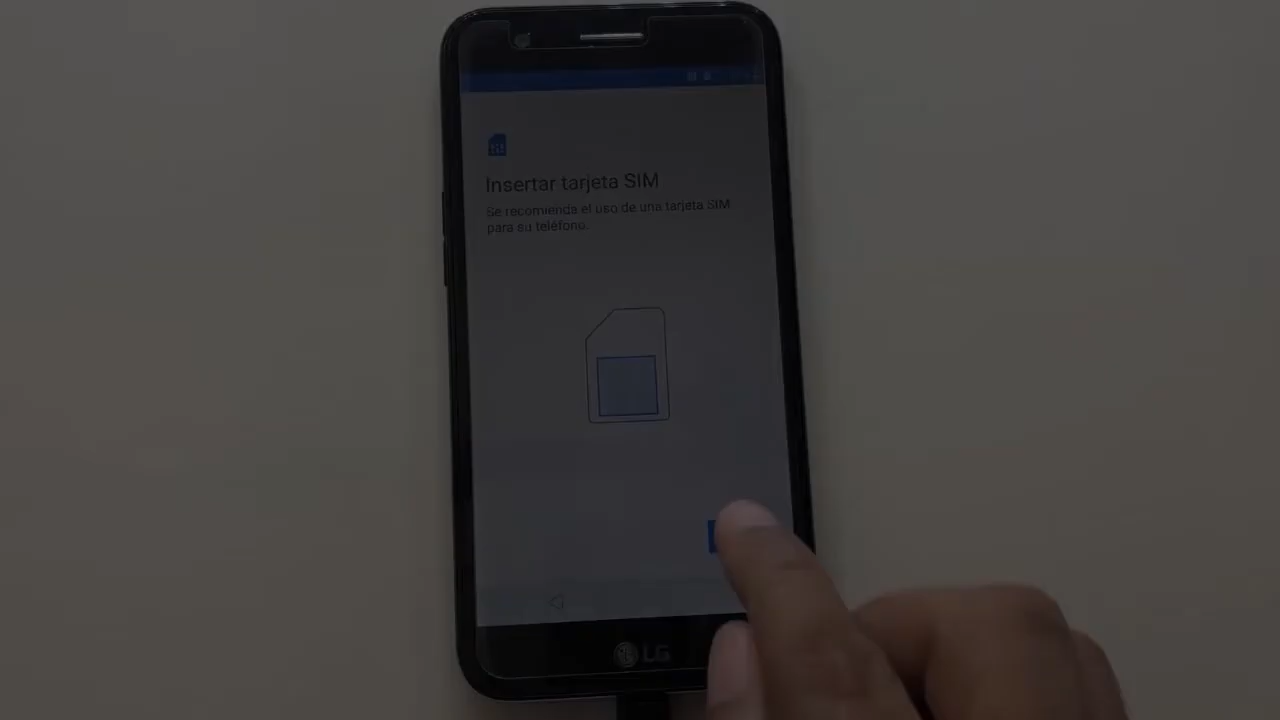 Insertar tarjeta SIM
Se recomienda el uso de una tarjeta SIM
para su teléfono.
LG